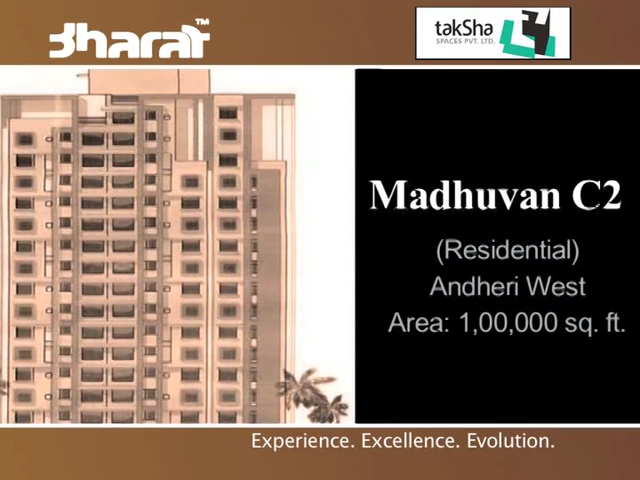 Bharat™
takSha
SPACES PVT. LTD.
Madhuvan C2
(Residential)
Andheri West
Area: 1,00,000 sq. ft.
Experience. Excellence. Evolution.